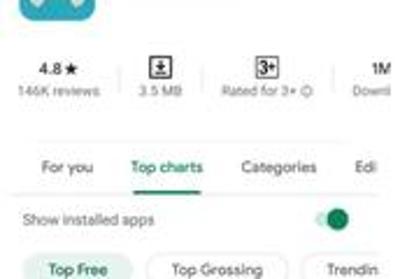 4.8★ 3+ 1M
146K reviews 3.5 MB Rated for 3+ Downl
For you Top charts Categories Edi
Show installed apps
Top Free Top Grossing Trendin